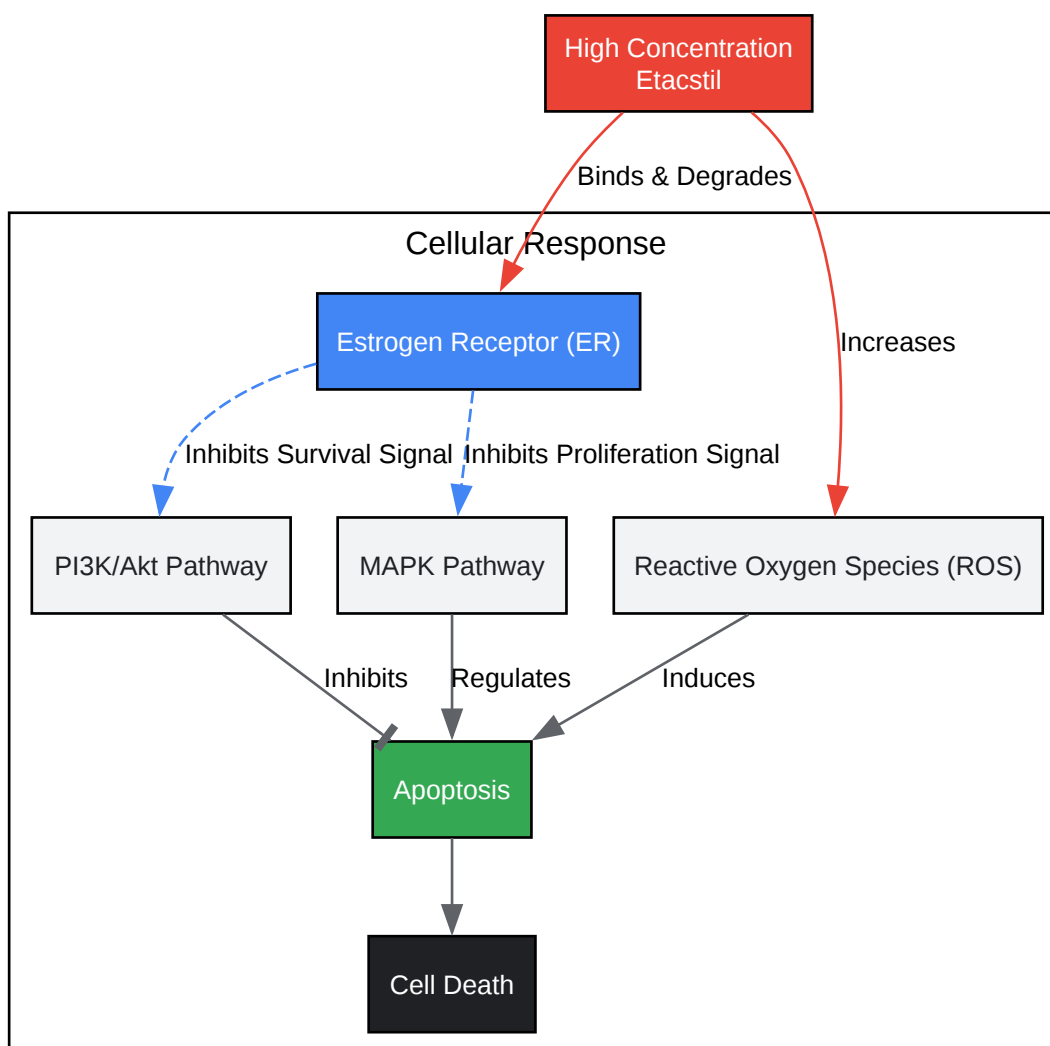 High Concentration
Etacstil
Binds & Degrades
Cellular Response
Estrogen Receptor (ER)
Increases
Inhibits Survival Signal
Inhibits Proliferation Signal
PI3K/Akt Pathway
MAPK Pathway
Reactive Oxygen Species (ROS)
Inhibits
Regulates
Induces
Apoptosis
Cell Death